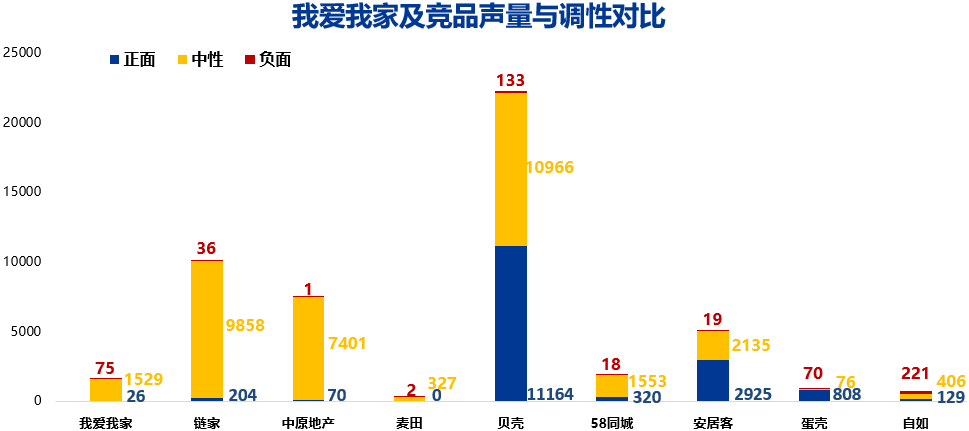 我爱我家及竞品声量与调性对比
正面 中性 负面
25000
20000
15000
10000
5000
0
75 1529 26
36 9858 204
1 7401 70
2 327 0
133 10966 11164
18 1553 320
19 2135 2925
70 76 808
221 406 129
我爱我家 链家 中原地产 麦田 贝壳 58同城 安居客 蛋壳 自如